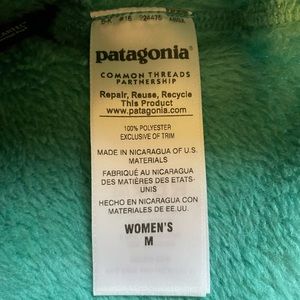 patagonia®
COMMON THREADS
PARTNERSHIP
Repair, Reuse, Recycle
This Product
www.patagonia.com
100% POLYESTER
EXCLUSIVE OF TRIM
MADE IN NICARAGUA OF U.S.
MATERIALS
FABRIQUÉ AU NICARAGUA
DES MATIÈRES DES ETATS-
UNIS
HECHO EN NICARAGUA CON
MATERIALES DE EE.UU.
WOMEN'S
M